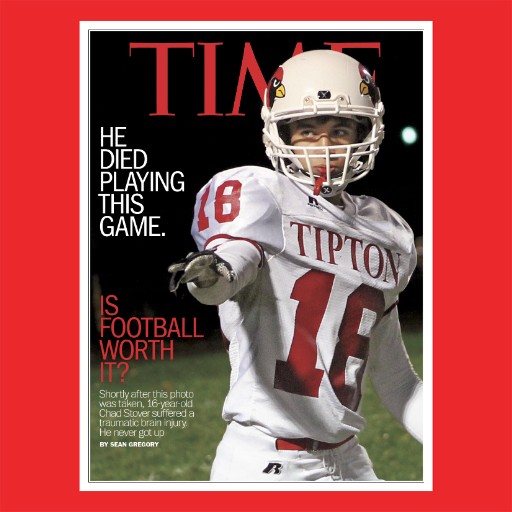 TIME
HE
DIED
PLAYING
THIS
GAME.
18
TIPTON
18
IS
FOOTBALL
WORTH
IT?
Shortly after this photo
was taken, 16-year-old
Chad Stover suffered a
traumatic brain injury.
He never got up
BY SEAN GREGORY
R
R